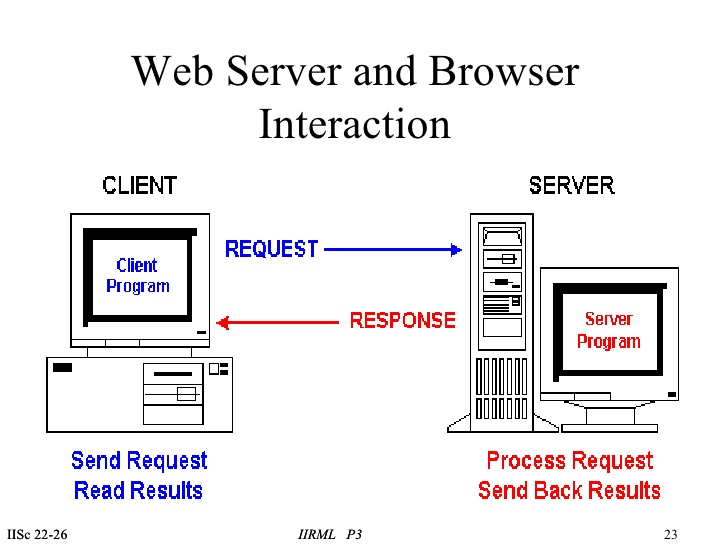 Web Server and Browser
Interaction
CLIENT
SERVER
REQUEST
Client
Program
RESPONSE
Server
Program
Send Request
Read Results
Process Request
Send Back Results
IISc 22-26
IIRML P3
23